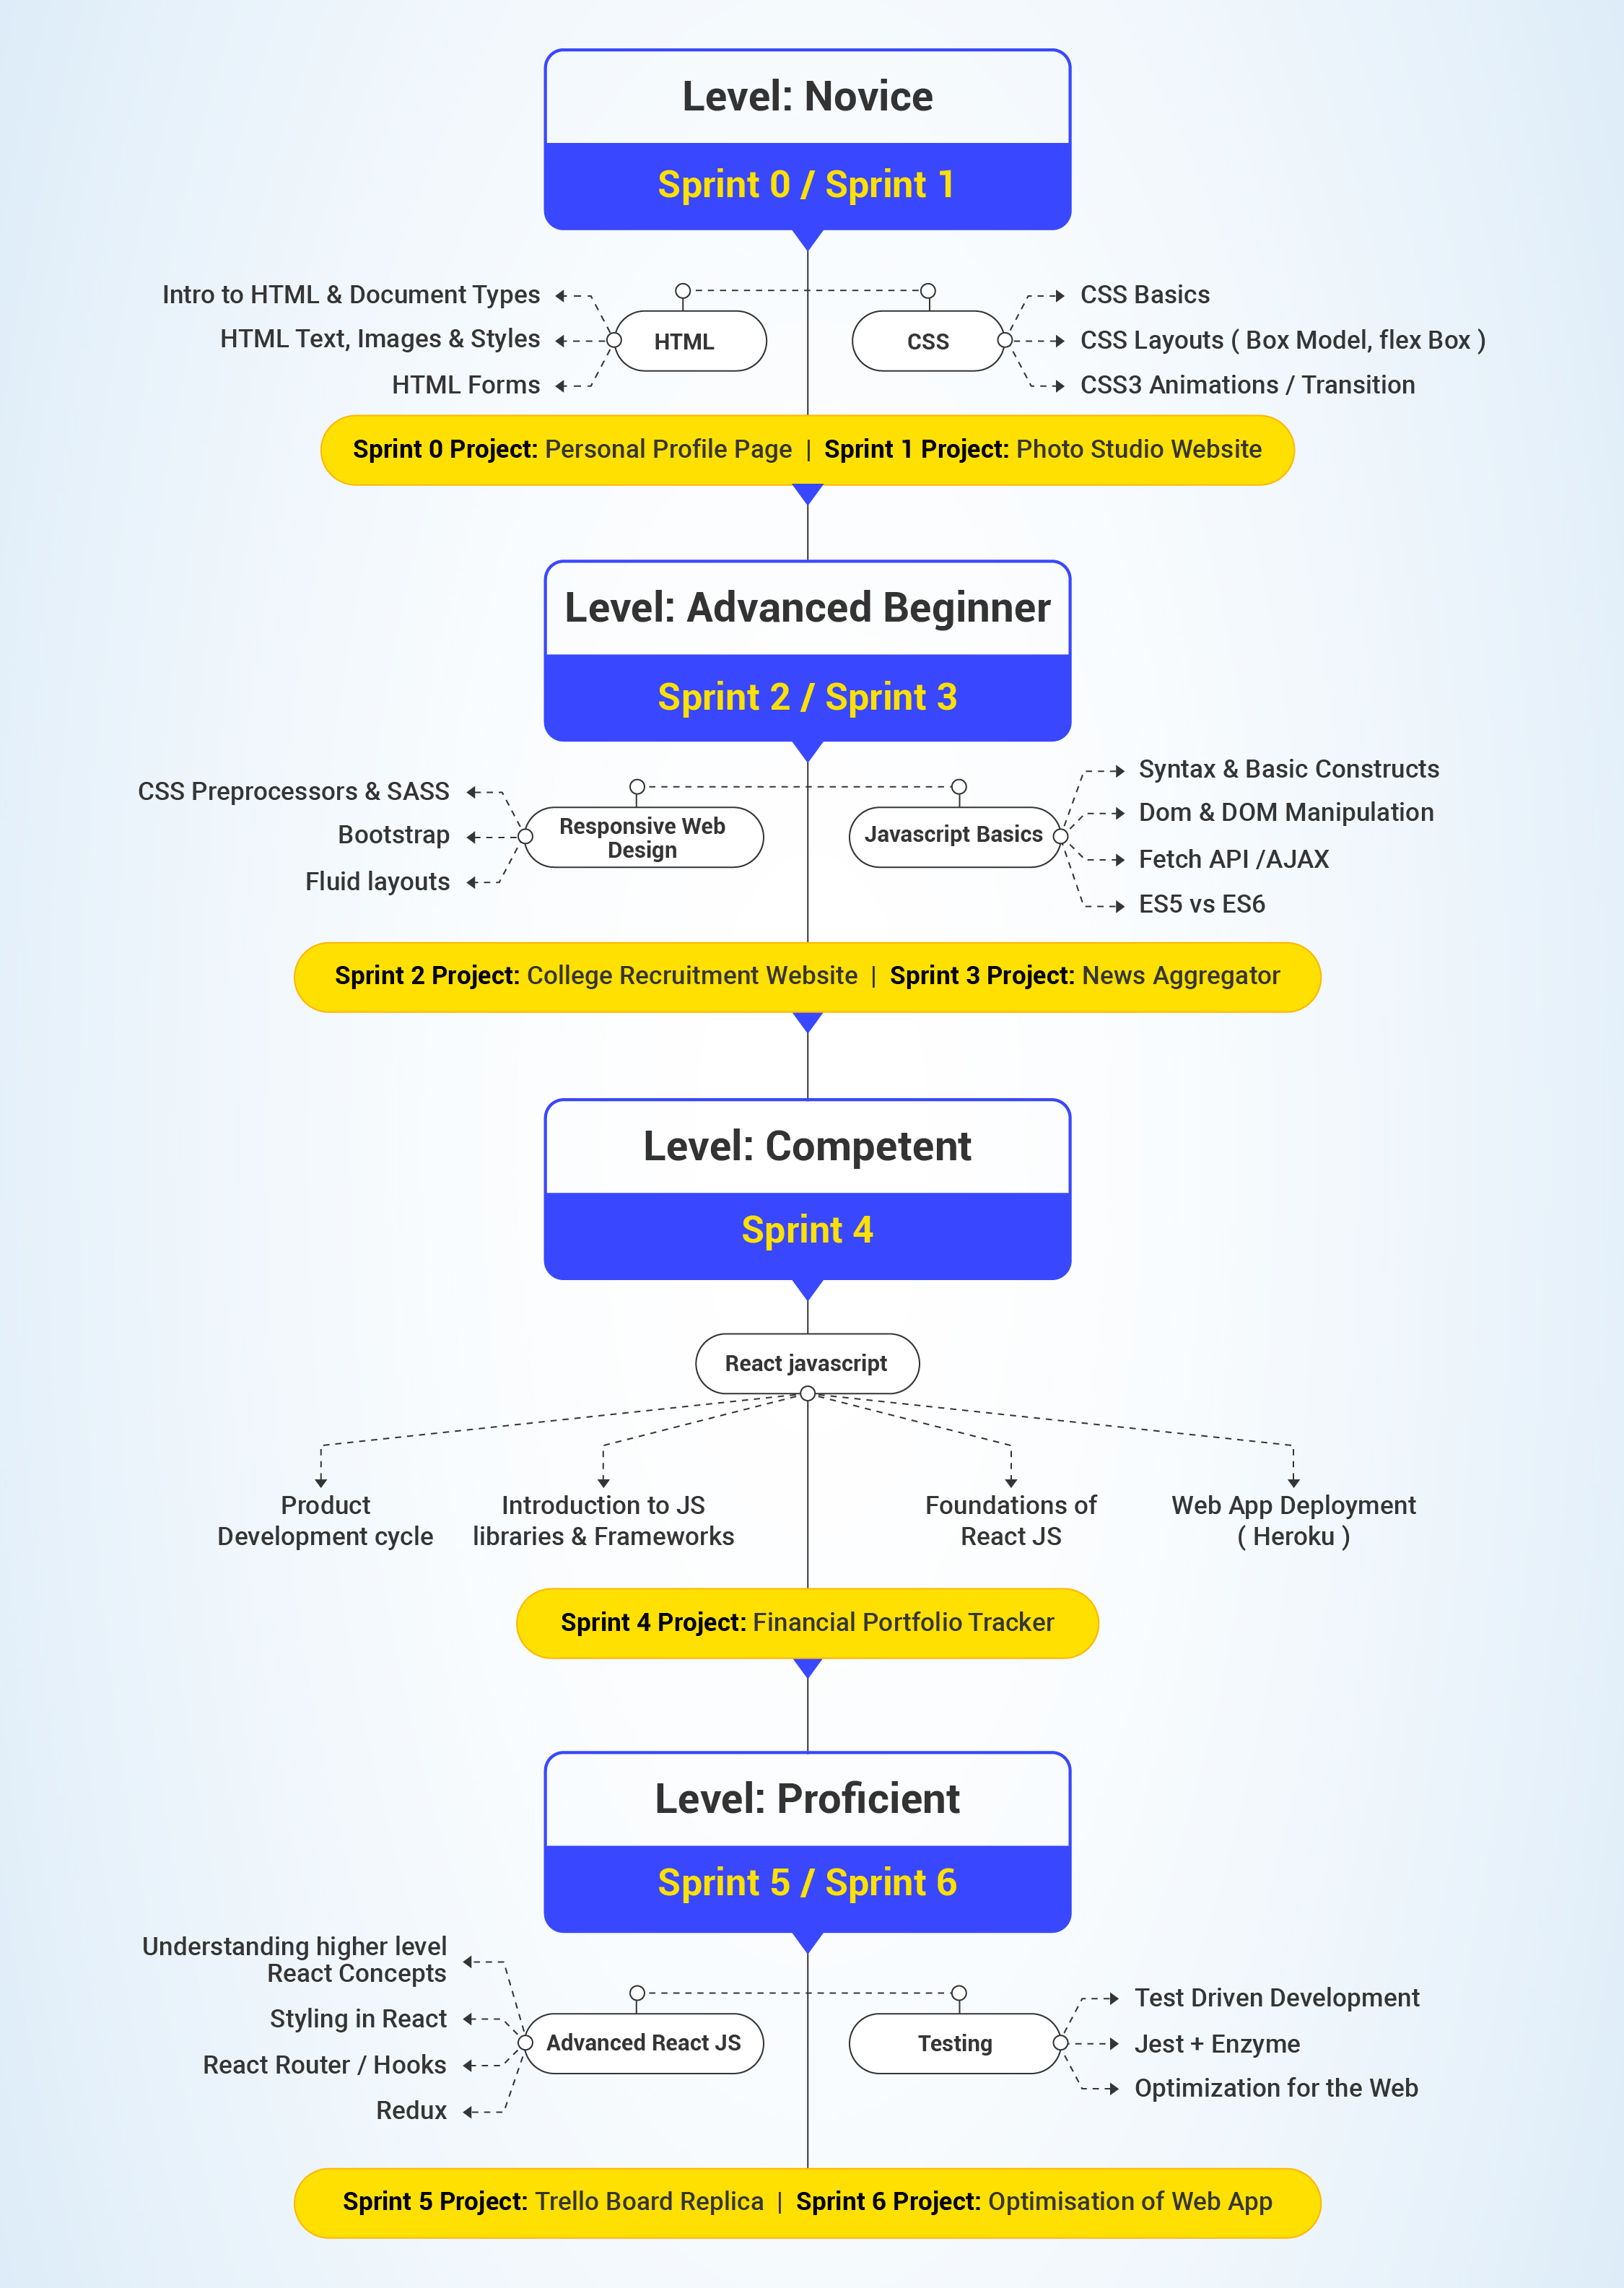 Level: Novice
Sprint 0 / Sprint 1
HTML
Intro to HTML & Document Types
HTML Text, Images & Styles
HTML Forms
CSS
CSS Basics
CSS Layouts ( Box Model, flex Box )
CSS3 Animations / Transition
Sprint 0 Project: Personal Profile Page | Sprint 1 Project: Photo Studio Website
Level: Advanced Beginner
Sprint 2 / Sprint 3
Responsive Web
Design
CSS Preprocessors & SASS
Bootstrap
Fluid layouts
Javascript Basics
Syntax & Basic Constructs
Dom & DOM Manipulation
Fetch API /AJAX
ES5 vs ES6
Sprint 2 Project: College Recruitment Website | Sprint 3 Project: News Aggregator
Level: Competent
Sprint 4
React javascript
Product
Development cycle
Introduction to JS
libraries & Frameworks
Foundations of
React JS
Web App Deployment
( Heroku )
Sprint 4 Project: Financial Portfolio Tracker
Level: Proficient
Sprint 5 / Sprint 6
Advanced React JS
Understanding higher level
React Concepts
Styling in React
React Router / Hooks
Redux
Testing
Test Driven Development
Jest + Enzyme
Optimization for the Web
Sprint 5 Project: Trello Board Replica | Sprint 6 Project: Optimisation of Web App